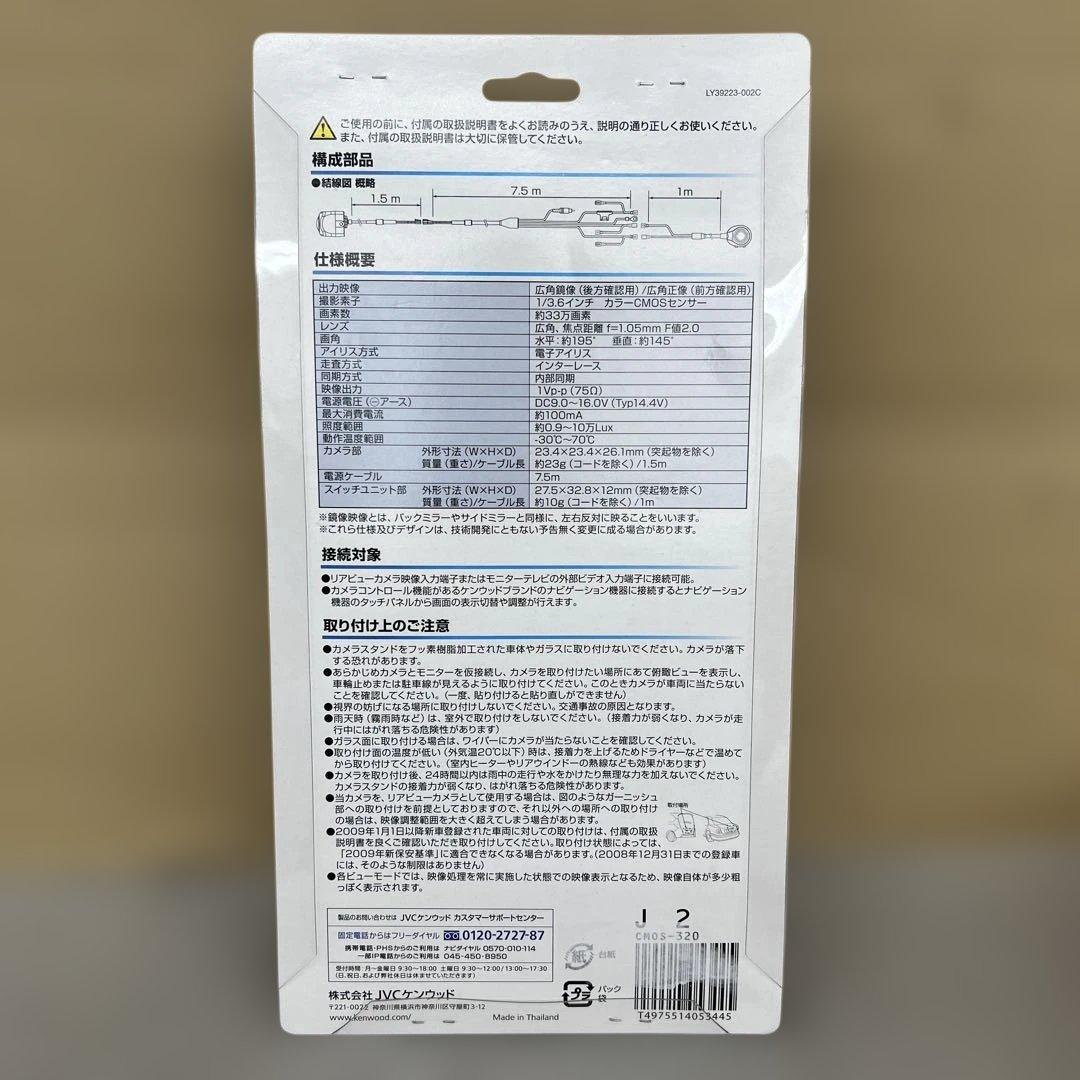 LY39223-002C
ご使用の前に、付属の取扱説明書をよくお読みのうえ、説明の通り正しくお使いください。
また、付属の取扱説明書は大切に保管してください。
構成部品
●結線図 概略
1.5 m
7.5 m
1m
仕様概要
出力映像 広角鏡像(後方確認用)/広角正像(前方確認用)
撮影素子 1/3.6インチ カラーCMOSセンサー
画素数 約33万画素
レンズ 広角、焦点距離 f=1.05mm F値2.0
画角 水平:約195° 垂直:約145°
アイリス方式 電子アイリス
走査方式 インターレース
同期方式 内部同期
映像出力 1Vp-p(75Ω)
電源電圧(⊖アース) DC9.0〜16.0V(Typ14.4V)
最大消費電流 約100mA
照度範囲 約0.9〜10万Lux
動作温度範囲 -30℃〜70℃
カメラ部 外形寸法(W×H×D) 23.4×23.4×26.1mm(突起物を除く)
質量(重さ)/ケーブル長 約23g(コードを除く)/1.5m
電源ケーブル 7.5m
スイッチユニット部 外形寸法(W×H×D) 27.5×32.8×12mm(突起物を除く)
質量(重さ)/ケーブル長 約10g(コードを除く)/1m
※鏡像映像とは、バックミラーやサイドミラーと同様に、左右反対に映ることをいいます。
※これら仕様及びデザインは、技術開発にともない予告無く変更に成る場合があります。
接続対象
●リアビューカメラ映像入力端子またはモニターテレビの外部ビデオ入力端子に接続可能。
●カメラコントロール機能があるケンウッドブランドのナビゲーション機器に接続するとナビゲーション
機器のタッチパネルから画面の表示切替や調整が行えます。
取り付け上のご注意
●カメラスタンドをフッ素樹脂加工された車体やガラスに取り付けないでください。カメラが落下
する恐れがあります。
●あらかじめカメラとモニターを仮接続し、カメラを取り付けたい場所にあて俯瞰ビューを表示し、
車輪止めまたは駐車線が見えるように取り付けてください。このときカメラが車両に当たらない
ことを確認してください。(一度、貼り付けると貼り直しができません)
●視界の妨げになる場所に取り付けしないでください。交通事故の原因となります。
●雨天時(霧雨時など)は、室外で取り付けをしないでください。(接着力が弱くなり、カメラが走
行中にはがれ落ちる危険性があります)
●ガラス面に取り付ける場合は、ワイパーにカメラが当たらないことを確認してください。
●取り付け面の温度が低い(外気温20℃以下)時は、接着力を上げるためドライヤーなどで温めて
から取り付けてください。(室内ヒーターやリアウインドーの熱線なども効果があります)
●カメラを取り付け後、24時間以内は雨中の走行や水をかけたり無理な力を加えないでください。
カメラスタンドの接着力が弱くなり、はがれ落ちる危険性があります。
●当カメラを、リアビューカメラとして使用する場合は、図のようなガーニッシュ
部への取り付けを前提としておりますので、それ以外への場所への取り付け
の場合は、映像調整範囲を大きく超えてしまう場合があります。
取付場所
●2009年1月1日以降新車登録された車両に対しての取り付けは、付属の取扱
説明書を良くご確認いただき取り付けしてください。取り付け状態によっては、
「2009年新保安基準」に適合できなくなる場合があります。(2008年12月31日までの登録車
には、そのような制限はありません)
●各ビューモードでは、映像処理を常に実施した状態での映像表示となるため、映像自体が多少粗
っぽく表示されます。
製品のお問い合わせは JVCケンウッド カスタマーサポートセンター
固定電話からはフリーダイヤル 0120-2727-87
携帯電話・PHSからのご利用は ナビダイヤル 0570-010-114
一部IP電話からのご利用は 045-450-8950
受付時間:月〜金曜日 9:30〜18:00 土曜日 9:30〜12:00/13:00〜17:30
(日、祝日、および弊社休日は休ませていただきます)
株式会社 JVCケンウッド
〒221-0022 神奈川県横浜市神奈川区守屋町3-12
www.kenwood.com/
Made in Thailand
紙 台紙
プラ パック
袋
J 2
CMOS-320
T4975514053445